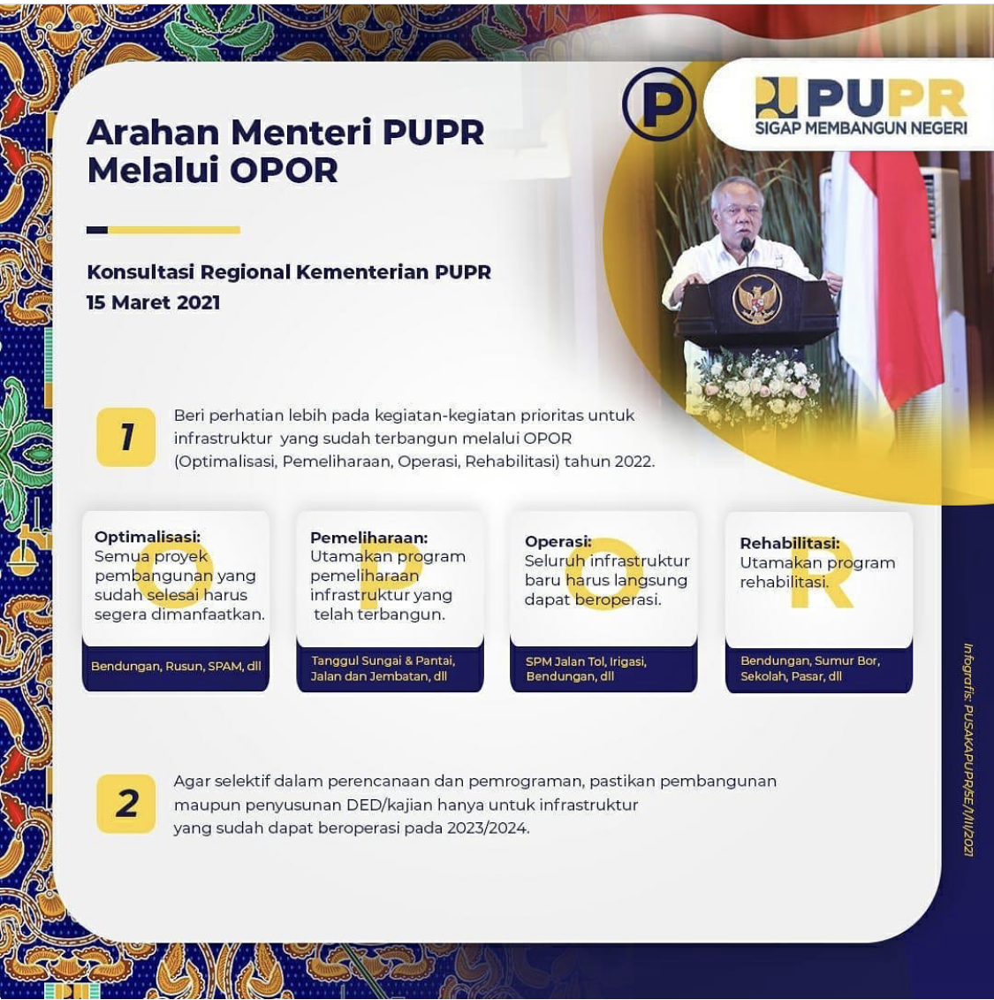 P
PUPR
SIGAP MEMBANGUN NEGERI
Arahan Menteri PUPR
Melalui OPOR
Konsultasi Regional Kementerian PUPR
15 Maret 2021
1
Beri perhatian lebih pada kegiatan-kegiatan prioritas untuk
infrastruktur yang sudah terbangun melalui OPOR
(Optimalisasi, Pemeliharaan, Operasi, Rehabilitasi) tahun 2022.
O
Optimalisasi:
Semua proyek
pembangunan yang
sudah selesai harus
segera dimanfaatkan.
Bendungan, Rusun, SPAM, dll
P
Pemeliharaan:
Utamakan program
pemeliharaan
infrastruktur yang
telah terbangun.
Tanggul Sungai & Pantai,
Jalan dan Jembatan, dll
O
Operasi:
Seluruh infrastruktur
baru harus langsung
dapat beroperasi.
SPM Jalan Tol, Irigasi,
Bendungan, dll
R
Rehabilitasi:
Utamakan program
rehabilitasi.
Bendungan, Sumur Bor,
Sekolah, Pasar, dll
2
Agar selektif dalam perencanaan dan pemrograman, pastikan pembangunan
maupun penyusunan DED/kajian hanya untuk infrastruktur
yang sudah dapat beroperasi pada 2023/2024.
Infografis: PUSAKAPUPR/SE/1/III/2021